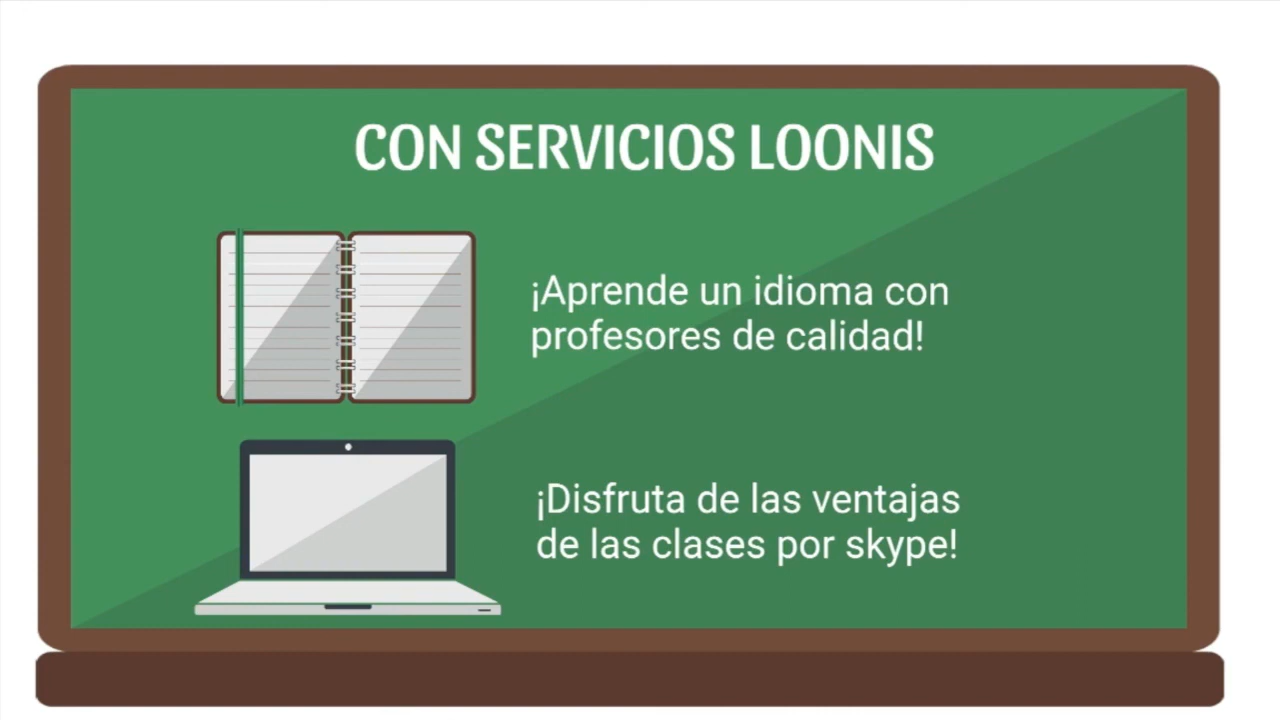 CON SERVICIOS LOONIS
¡Aprende un idioma con
profesores de calidad!
¡Disfruta de las ventajas
de las clases por skype!